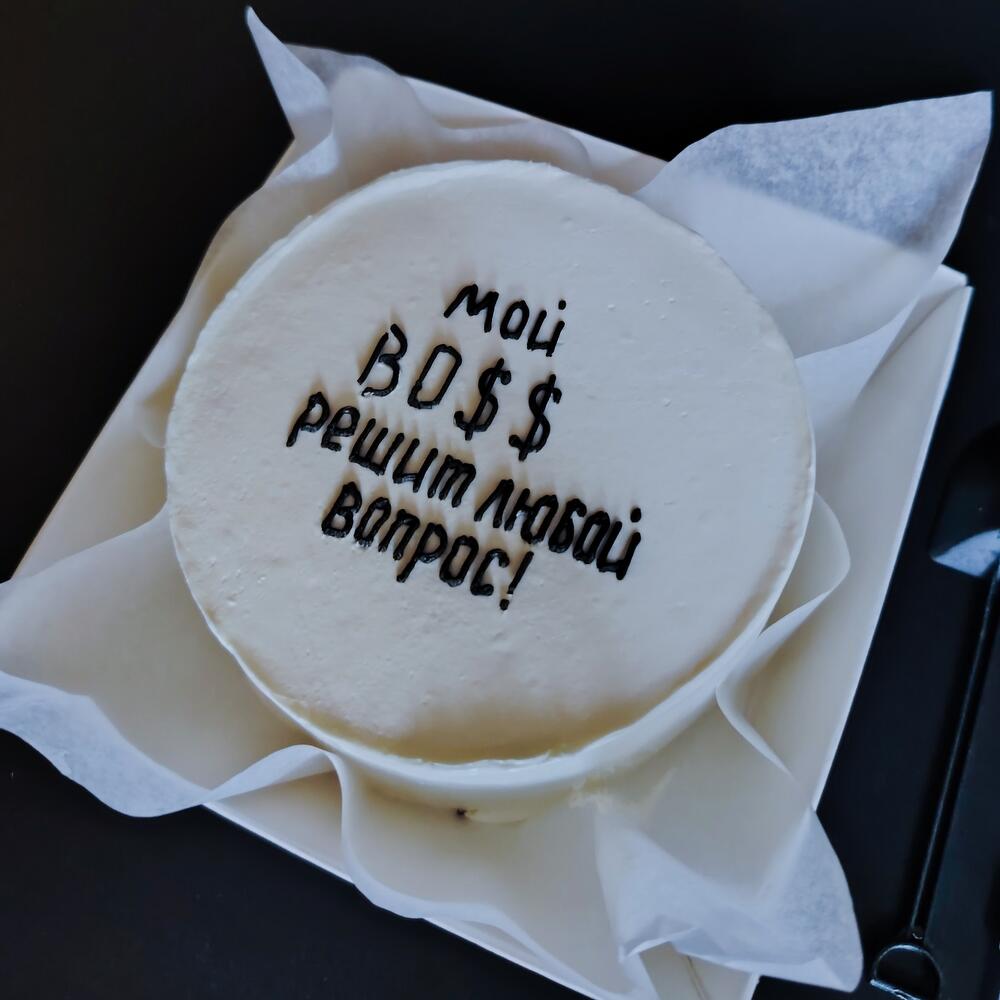 мой
BO$$
решит любой
вопрос!